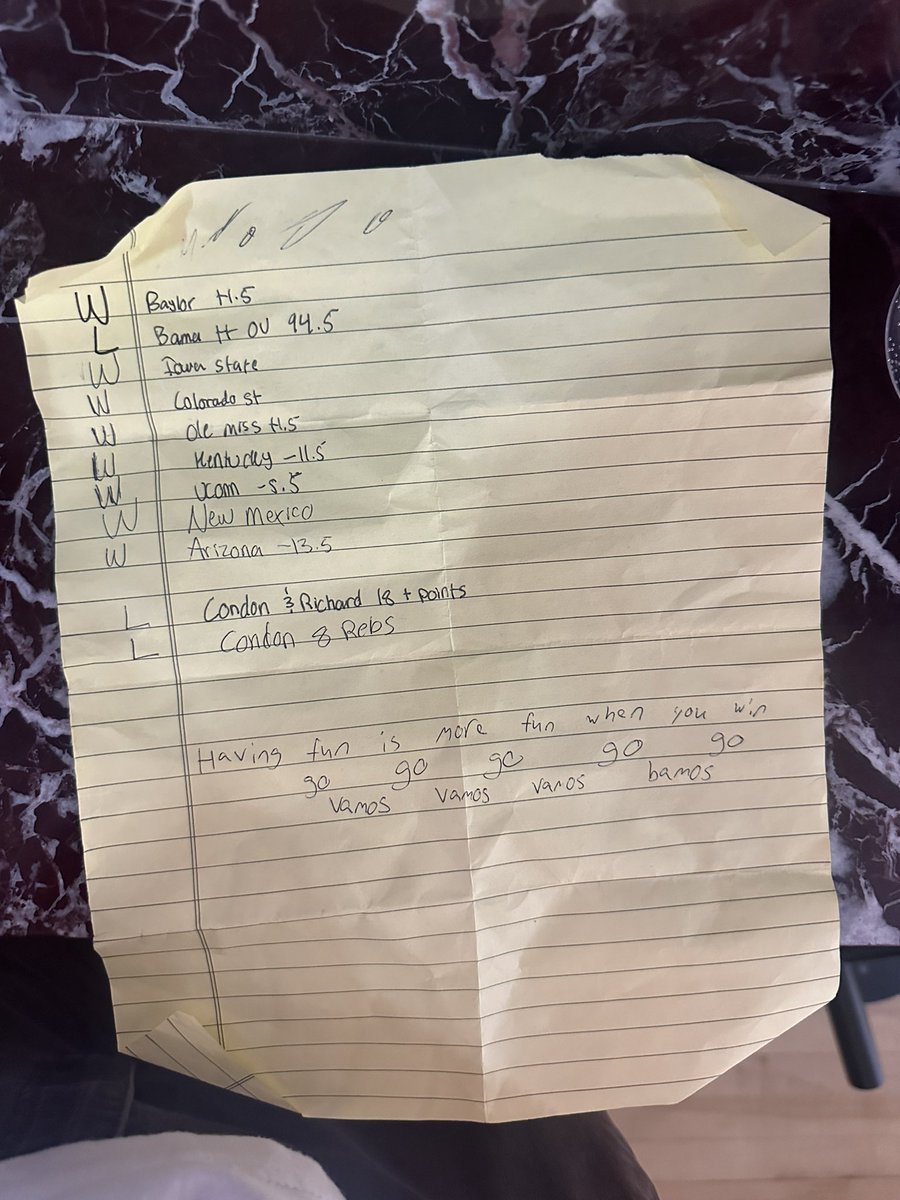 W Baylor +1.5
L Bama +1 OU 94.5
W Iowa state
W Colorado st
W Ole miss +1.5
W Kentucky -11.5
W Uconn -5.5
W New Mexico
W Arizona -13.5
L Condon & Richard 18 + points
L Condon 8 Rebs
Having fun is more fun when you win
go go go go go
vamos vamos vamos bamos